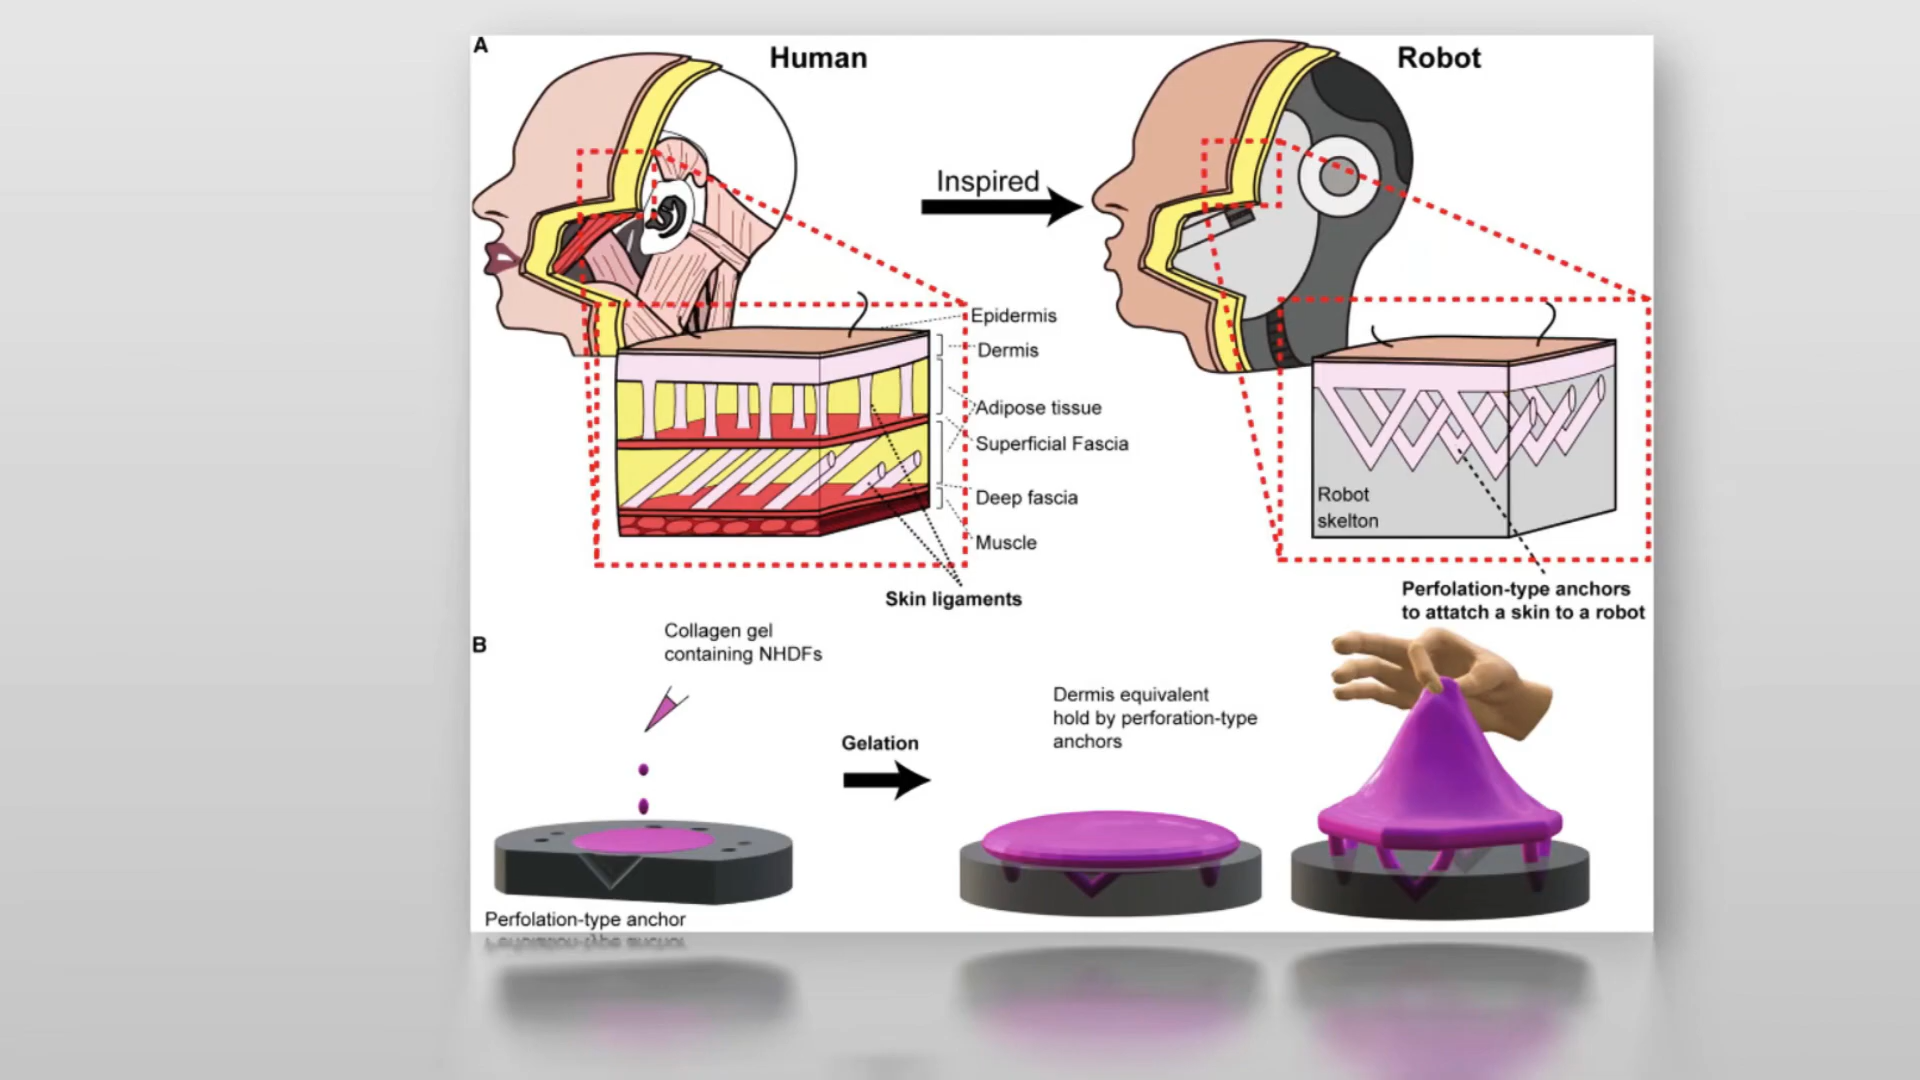 A
Human
Robot
Inspired
Epidermis
Dermis
Adipose tissue
Superficial Fascia
Deep fascia
Muscle
Skin ligaments
Robot
skelton
Perfolation-type anchors
to attatch a skin to a robot
B
Collagen gel
containing NHDFs
Gelation
Dermis equivalent
hold by perforation-type
anchors
Perfolation-type anchor